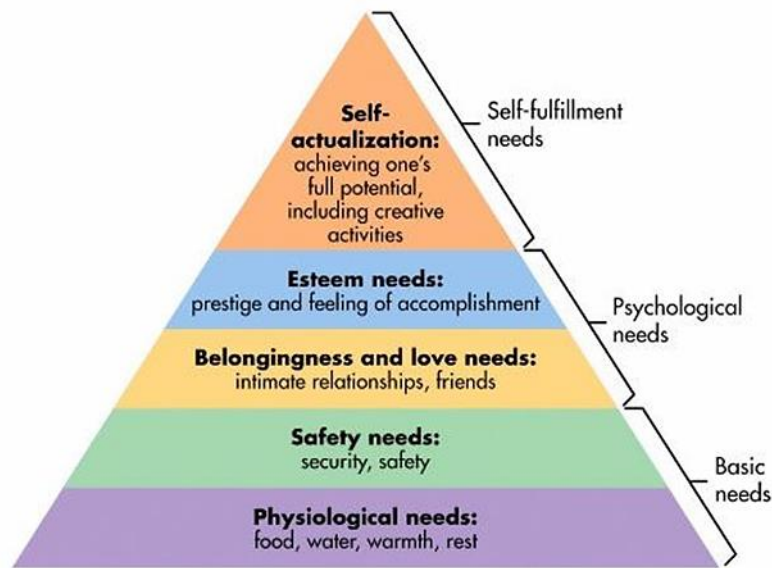 Self-
actualization:
achieving one's
full potential,
including creative
activities
Self-fulfillment
needs
Esteem needs:
prestige and feeling of accomplishment
Psychological
needs
Belongingness and love needs:
intimate relationships, friends
Safety needs:
security, safety
Basic
needs
Physiological needs:
food, water, warmth, rest